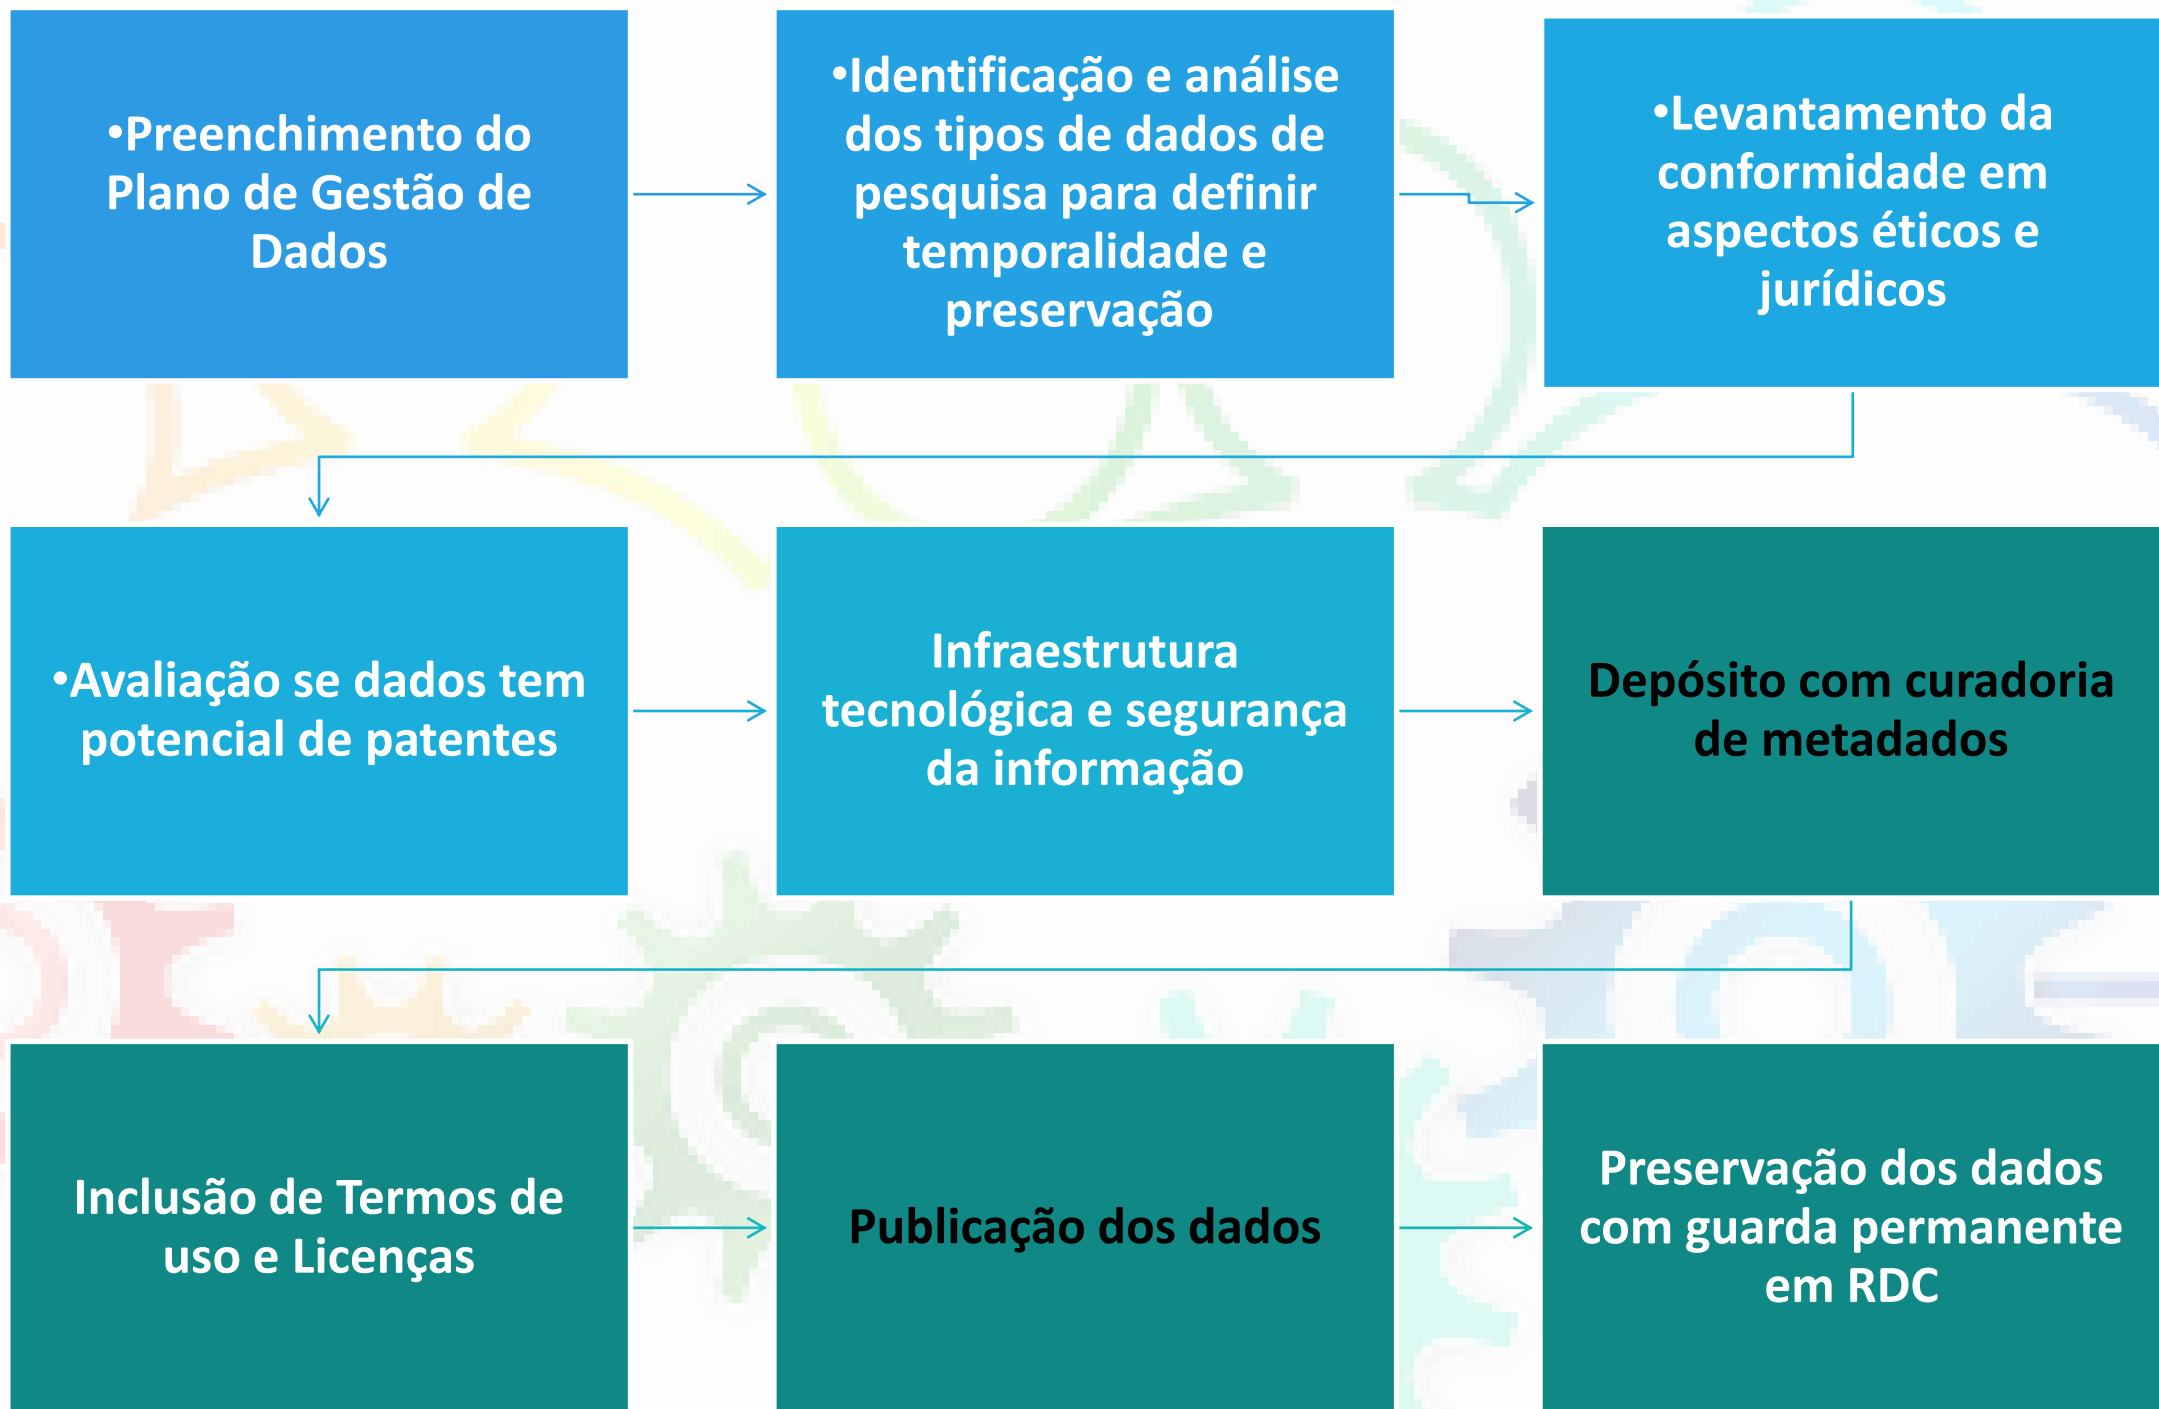 •Preenchimento do
Plano de Gestão de
Dados
•Identificação e análise
dos tipos de dados de
pesquisa para definir
temporalidade e
preservação
•Levantamento da
conformidade em
aspectos éticos e
jurídicos
•Avaliação se dados tem
potencial de patentes
Infraestrutura
tecnológica e segurança
da informação
Depósito com curadoria
de metadados
Inclusão de Termos de
uso e Licenças
Publicação dos dados
Preservação dos dados
com guarda permanente
em RDC